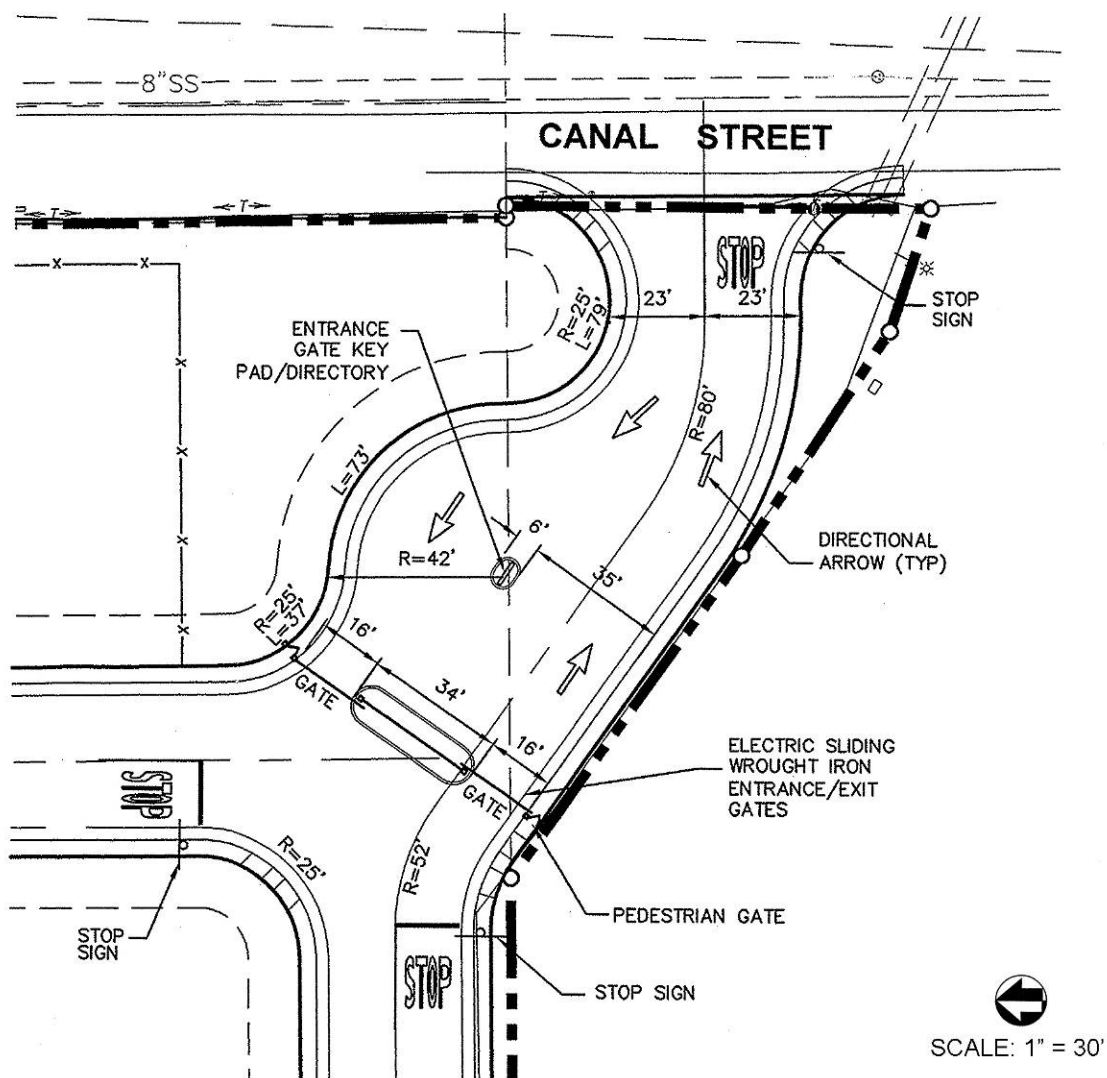 8"SS
CANAL STREET
T
T
T
STOP
23'
23'
STOP
SIGN
R=25'
L=79'
ENTRANCE
GATE KEY
PAD/DIRECTORY
R=80'
L=73'
6'
DIRECTIONAL
ARROW (TYP)
R=42'
35'
R=25'
L=37'
16'
GATE
34'
16'
GATE
ELECTRIC SLIDING
WROUGHT IRON
ENTRANCE/EXIT
GATES
STOP
R=25'
R=52'
PEDESTRIAN GATE
STOP
SIGN
STOP
STOP SIGN
SCALE: 1" = 30'